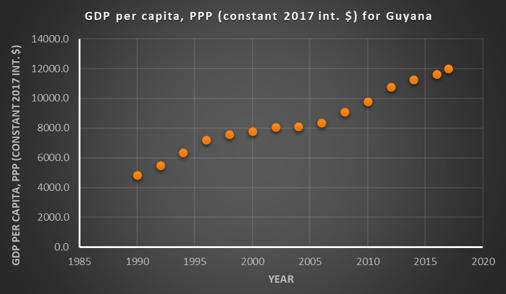 GDP per capita, PPP (constant 2017 int. $) for Guyana
GDP PER CAPITA, PPP (CONSTANT 2017 INT. $)
14000.0
12000.0
10000.0
8000.0
6000.0
4000.0
2000.0
0.0
1985 1990 1995 2000 2005 2010 2015 2020
YEAR